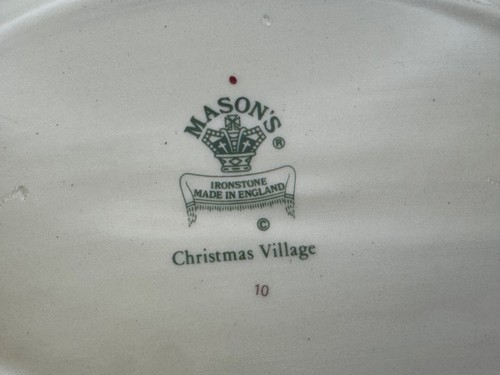 MASON'S ®
IRONSTONE
MADE IN ENGLAND
©
Christmas Village
10